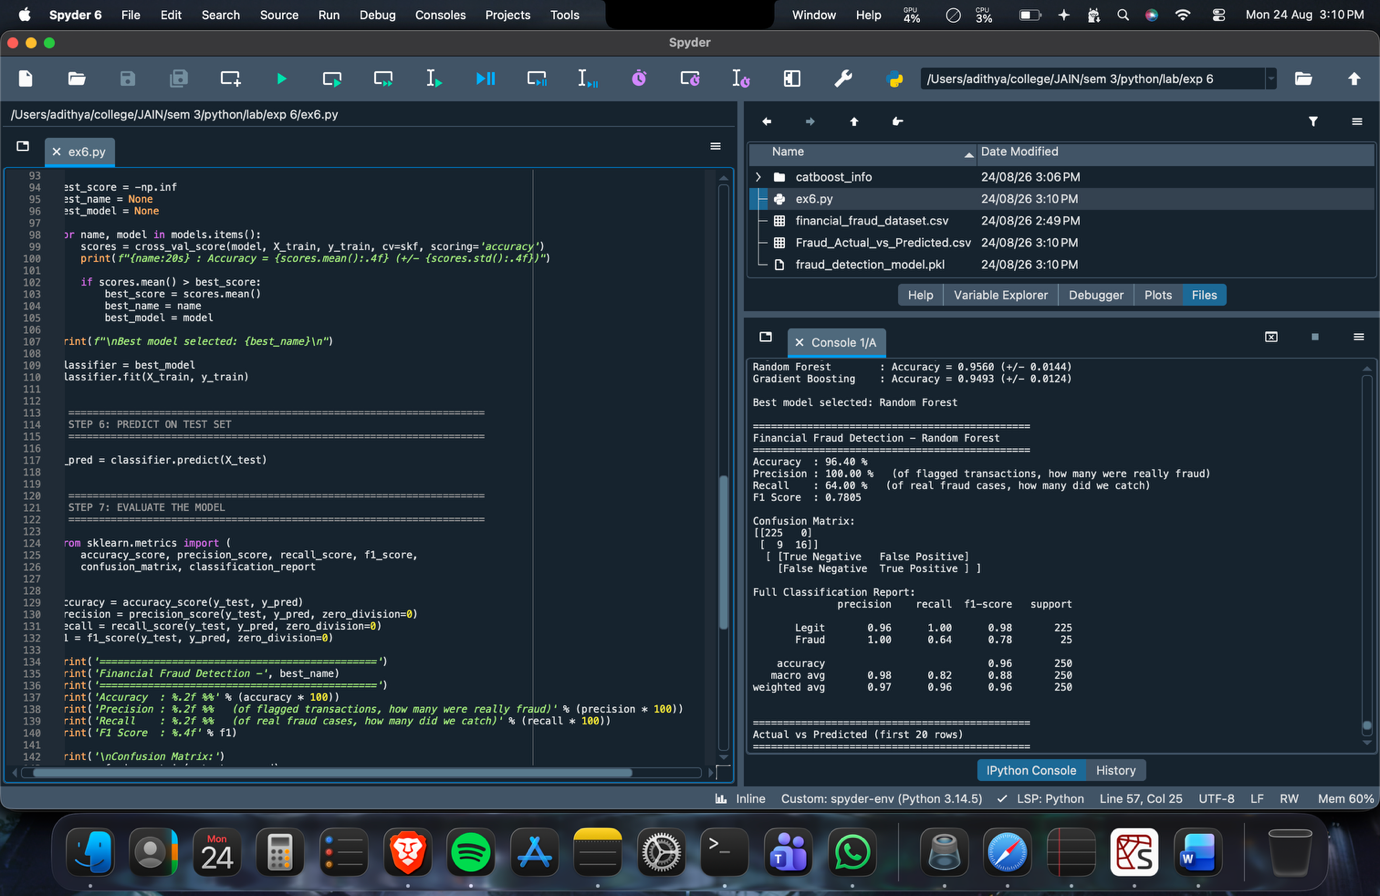 Spyder 6 File Edit Search Source Run Debug Consoles Projects Tools Window Help GPU 4% CPU 3% Mon 24 Aug 3:10 PM
Spyder
/Users/adithya/college/JAIN/sem 3/python/lab/exp 6
/Users/adithya/college/JAIN/sem 3/python/lab/exp 6/ex6.py
ex6.py
93
94 est_score = -np.inf
95 est_name = None
96 est_model = None
97
98 or name, model in models.items():
99 scores = cross_val_score(model, X_train, y_train, cv=skf, scoring='accuracy')
100 print(f"{name:20s} : Accuracy = {scores.mean():.4f} (+/- {scores.std():.4f})")
101
102 if scores.mean() > best_score:
103 best_score = scores.mean()
104 best_name = name
105 best_model = model
106
107 rint(f"\nBest model selected: {best_name}\n")
108
109 lassifier = best_model
110 lassifier.fit(X_train, y_train)
111
112
113 ======================================================================
114 STEP 6: PREDICT ON TEST SET
115 ======================================================================
116
117 _pred = classifier.predict(X_test)
118
119
120 ======================================================================
121 STEP 7: EVALUATE THE MODEL
122 ======================================================================
123
124 rom sklearn.metrics import (
125 accuracy_score, precision_score, recall_score, f1_score,
126 confusion_matrix, classification_report
127
128
129 ccuracy = accuracy_score(y_test, y_pred)
130 recision = precision_score(y_test, y_pred, zero_division=0)
131 ecall = recall_score(y_test, y_pred, zero_division=0)
132 1 = f1_score(y_test, y_pred, zero_division=0)
133
134 rint('==============================================')
135 rint('Financial Fraud Detection -', best_name)
136 rint('==============================================')
137 rint('Accuracy : %.2f %%' % (accuracy * 100))
138 rint('Precision : %.2f %% (of flagged transactions, how many were really fraud)' % (precision * 100))
139 rint('Recall : %.2f %% (of real fraud cases, how many did we catch)' % (recall * 100))
140 rint('F1 Score : %.4f' % f1)
141
142 rint('\nConfusion Matrix:')
Name Date Modified
catboost_info 24/08/26 3:06 PM
ex6.py 24/08/26 3:10 PM
financial_fraud_dataset.csv 24/08/26 2:49 PM
Fraud_Actual_vs_Predicted.csv 24/08/26 3:10 PM
fraud_detection_model.pkl 24/08/26 3:10 PM
Help Variable Explorer Debugger Plots Files
Console 1/A
Random Forest : Accuracy = 0.9560 (+/- 0.0144)
Gradient Boosting : Accuracy = 0.9493 (+/- 0.0124)
Best model selected: Random Forest
==============================================
Financial Fraud Detection - Random Forest
==============================================
Accuracy : 96.40 %
Precision : 100.00 % (of flagged transactions, how many were really fraud)
Recall : 64.00 % (of real fraud cases, how many did we catch)
F1 Score : 0.7805
Confusion Matrix:
[[225 0]
[ 9 16]]
[ [True Negative False Positive]
[False Negative True Positive ] ]
Full Classification Report:
precision recall f1-score support
Legit 0.96 1.00 0.98 225
Fraud 1.00 0.64 0.78 25
accuracy 0.96 250
macro avg 0.98 0.82 0.88 250
weighted avg 0.97 0.96 0.96 250
==============================================
Actual vs Predicted (first 20 rows)
==============================================
IPython Console History
Inline Custom: spyder-env (Python 3.14.5) LSP: Python Line 57, Col 25 UTF-8 LF RW Mem 60%
Mon
24